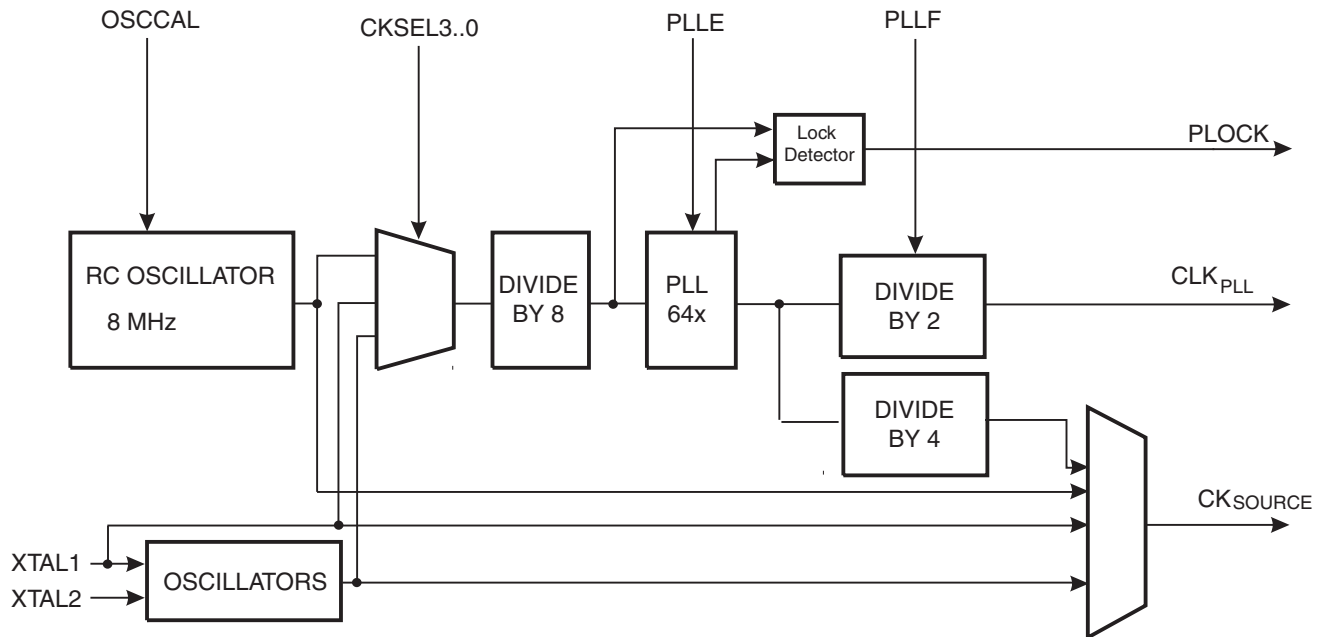 OSCCAL
CKSEL3..0
PLLE
PLLF
Lock
Detector
PLOCK
RC OSCILLATOR
8 MHz
DIVIDE
BY 8
PLL
64x
DIVIDE
BY 2
CLKPLL
DIVIDE
BY 4
CKSOURCE
XTAL1
XTAL2
OSCILLATORS